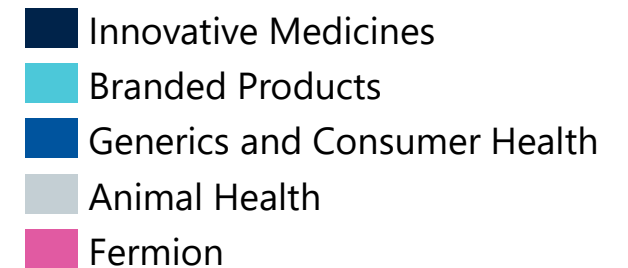 Innovative Medicines
Branded Products
Generics and Consumer Health
Animal Health
Fermion